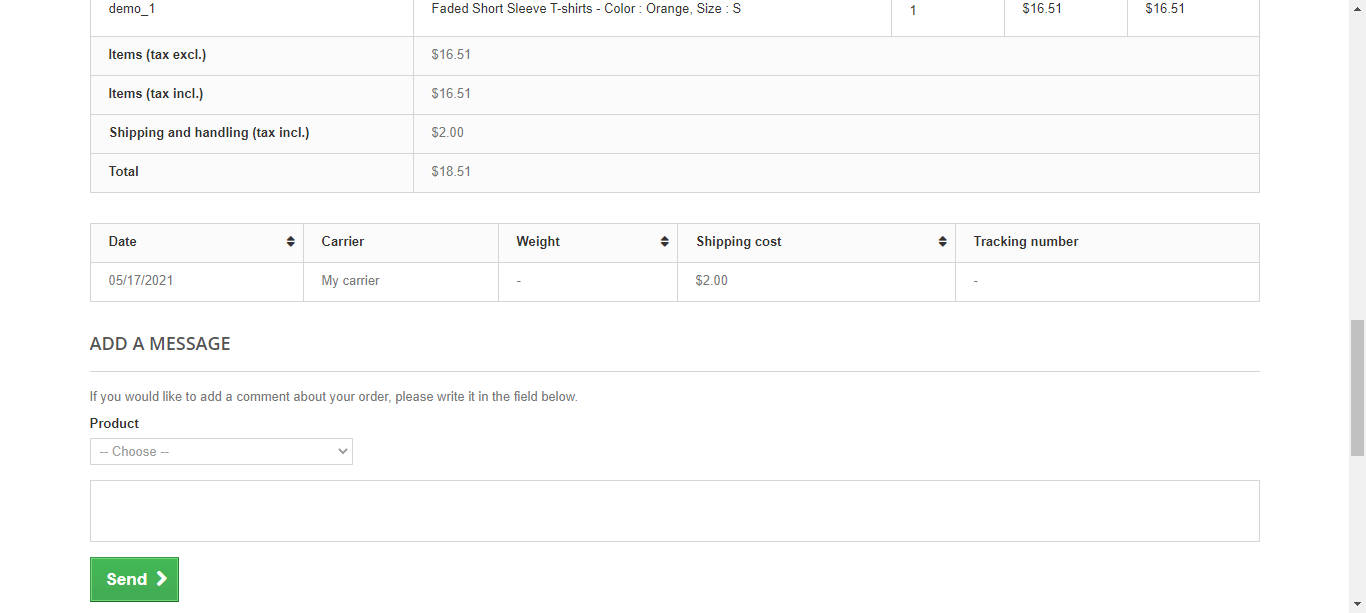 demo_1 Faded Short Sleeve T-shirts - Color : Orange, Size : S 1 $16.51 $16.51
Items (tax excl.) $16.51
Items (tax incl.) $16.51
Shipping and handling (tax incl.) $2.00
Total $18.51
Date Carrier Weight Shipping cost Tracking number
05/17/2021 My carrier - $2.00 -
ADD A MESSAGE
If you would like to add a comment about your order, please write it in the field below.
Product
-- Choose --
Send